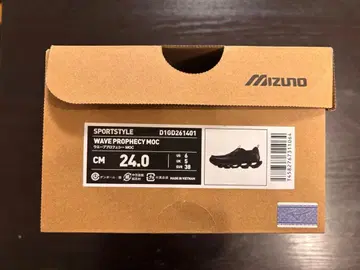 MIZUNO
SPORTSTYLE D1GD261401
WAVE PROPHECY MOC
ウエーブプロフェシー MOC
CM 24.0
US 6
UK 5
EUR 38
MADE IN VIETNAM